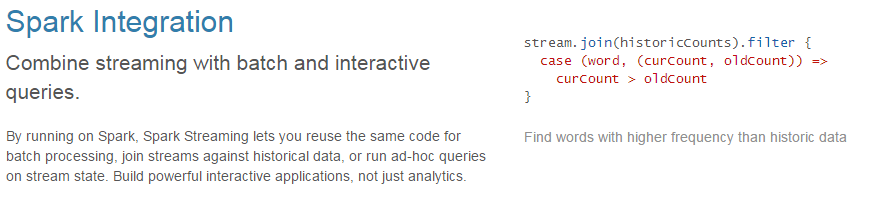 Spark Integration
Combine streaming with batch and interactive
queries.
By running on Spark, Spark Streaming lets you reuse the same code for
batch processing, join streams against historical data, or run ad-hoc queries
on stream state. Build powerful interactive applications, not just analytics.
stream.join(historicCounts).filter {
  case (word, (curCount, oldCount)) =>
    curCount > oldCount
}
Find words with higher frequency than historic data